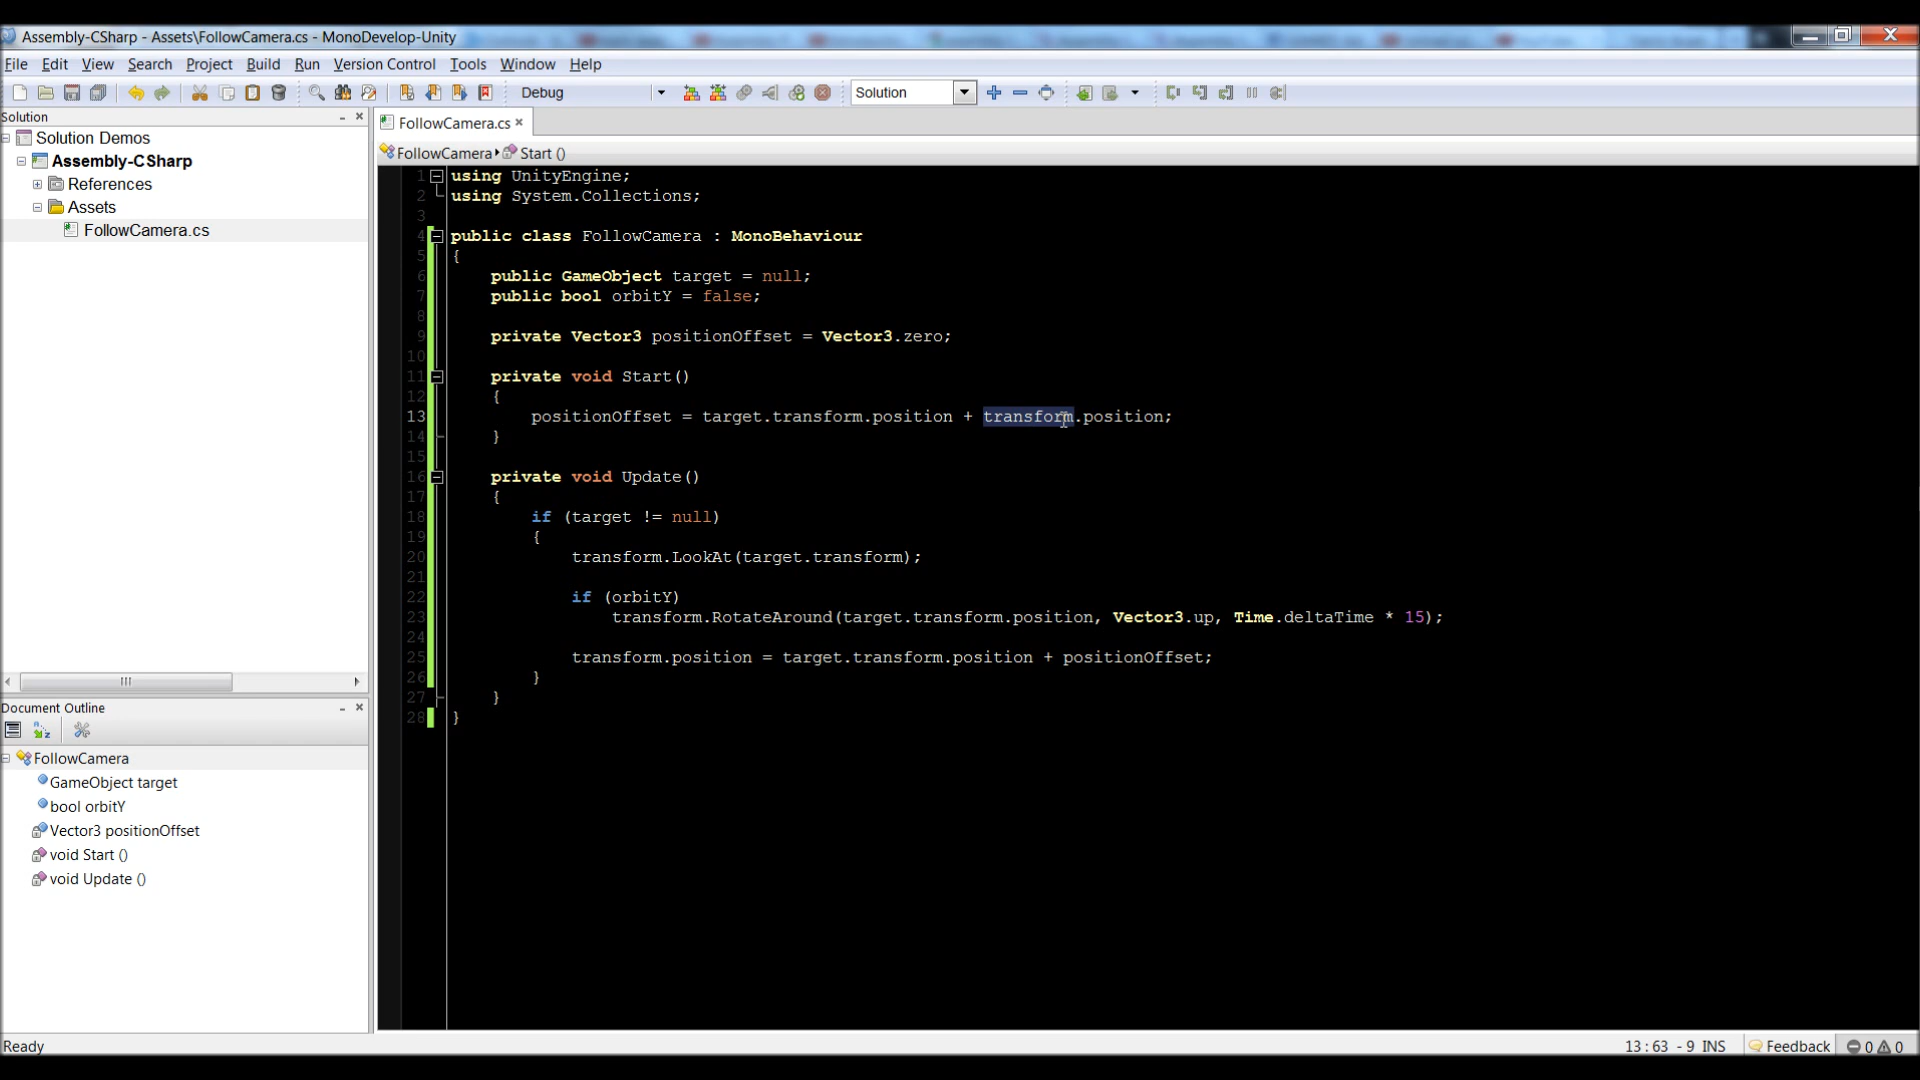 Assembly-CSharp - Assets\FollowCamera.cs - MonoDevelop-Unity
File Edit View Search Project Build Run Version Control Tools Window Help
Debug Solution
Solution
FollowCamera.cs
Solution Demos
FollowCamera Start ()
Assembly-CSharp
References
Assets
FollowCamera.cs
1 using UnityEngine;
2 using System.Collections;
3
4 public class FollowCamera : MonoBehaviour
5 {
6 public GameObject target = null;
7 public bool orbitY = false;
8
9 private Vector3 positionOffset = Vector3.zero;
10
11 private void Start()
12 {
13 positionOffset = target.transform.position + transform.position;
14 }
15
16 private void Update()
17 {
18 if (target != null)
19 {
20 transform.LookAt(target.transform);
21
22 if (orbitY)
23 transform.RotateAround(target.transform.position, Vector3.up, Time.deltaTime * 15);
24
25 transform.position = target.transform.position + positionOffset;
26 }
27 }
28 }
Document Outline
FollowCamera
GameObject target
bool orbitY
Vector3 positionOffset
void Start ()
void Update ()
Ready 13:63 - 9 INS Feedback 0 0